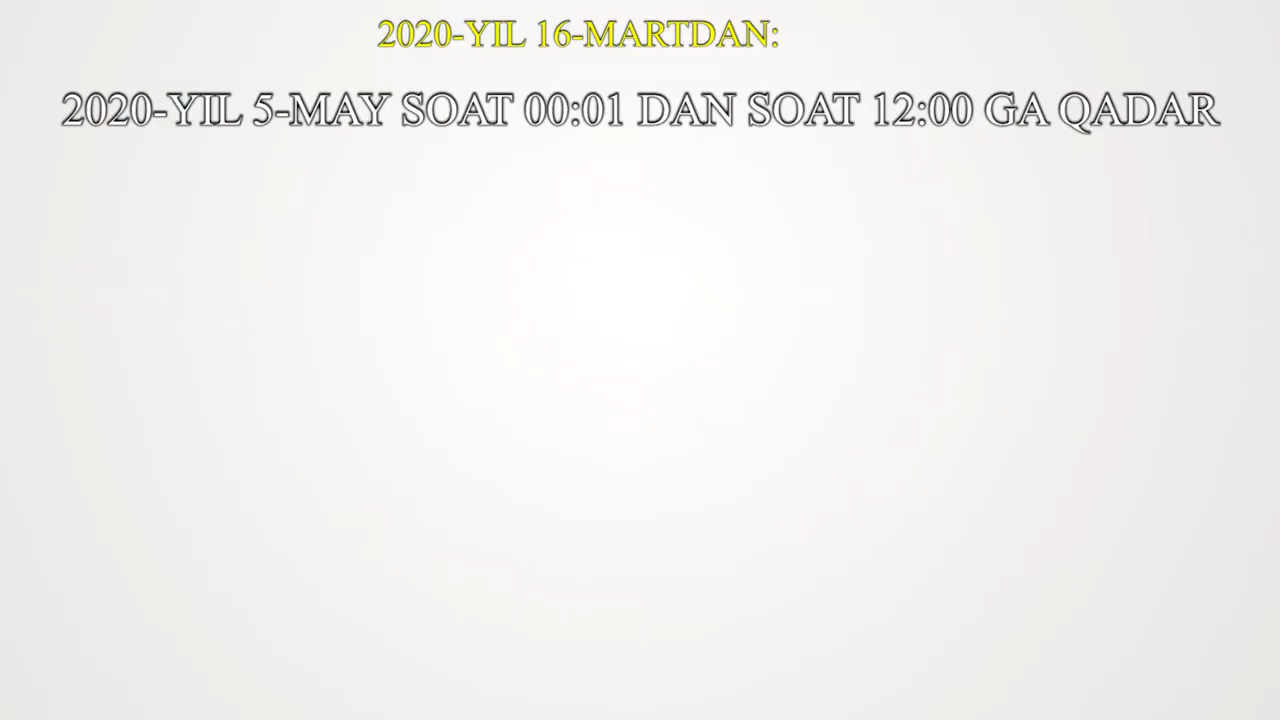 2020-YIL 16-MARTDAN:
2020-YIL 5-MAY SOAT 00:01 DAN SOAT 12:00 GA QADAR